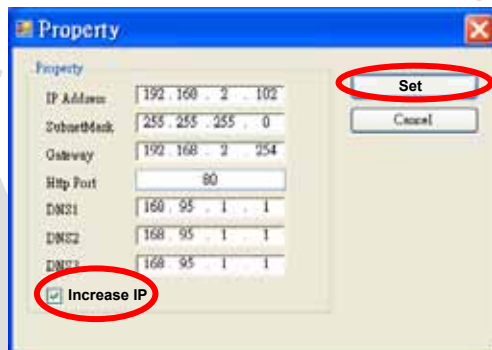 Property
Property
IP Address 192 . 168 . 2 . 102
SubnetMask 255 . 255 . 255 . 0
Gateway 192 . 168 . 2 . 254
Http Port 80
DNS1 168 . 95 . 1 . 1
DNS2 168 . 95 . 1 . 1
DNS3 168 . 95 . 1 . 1
Increase IP
Set
Cancel